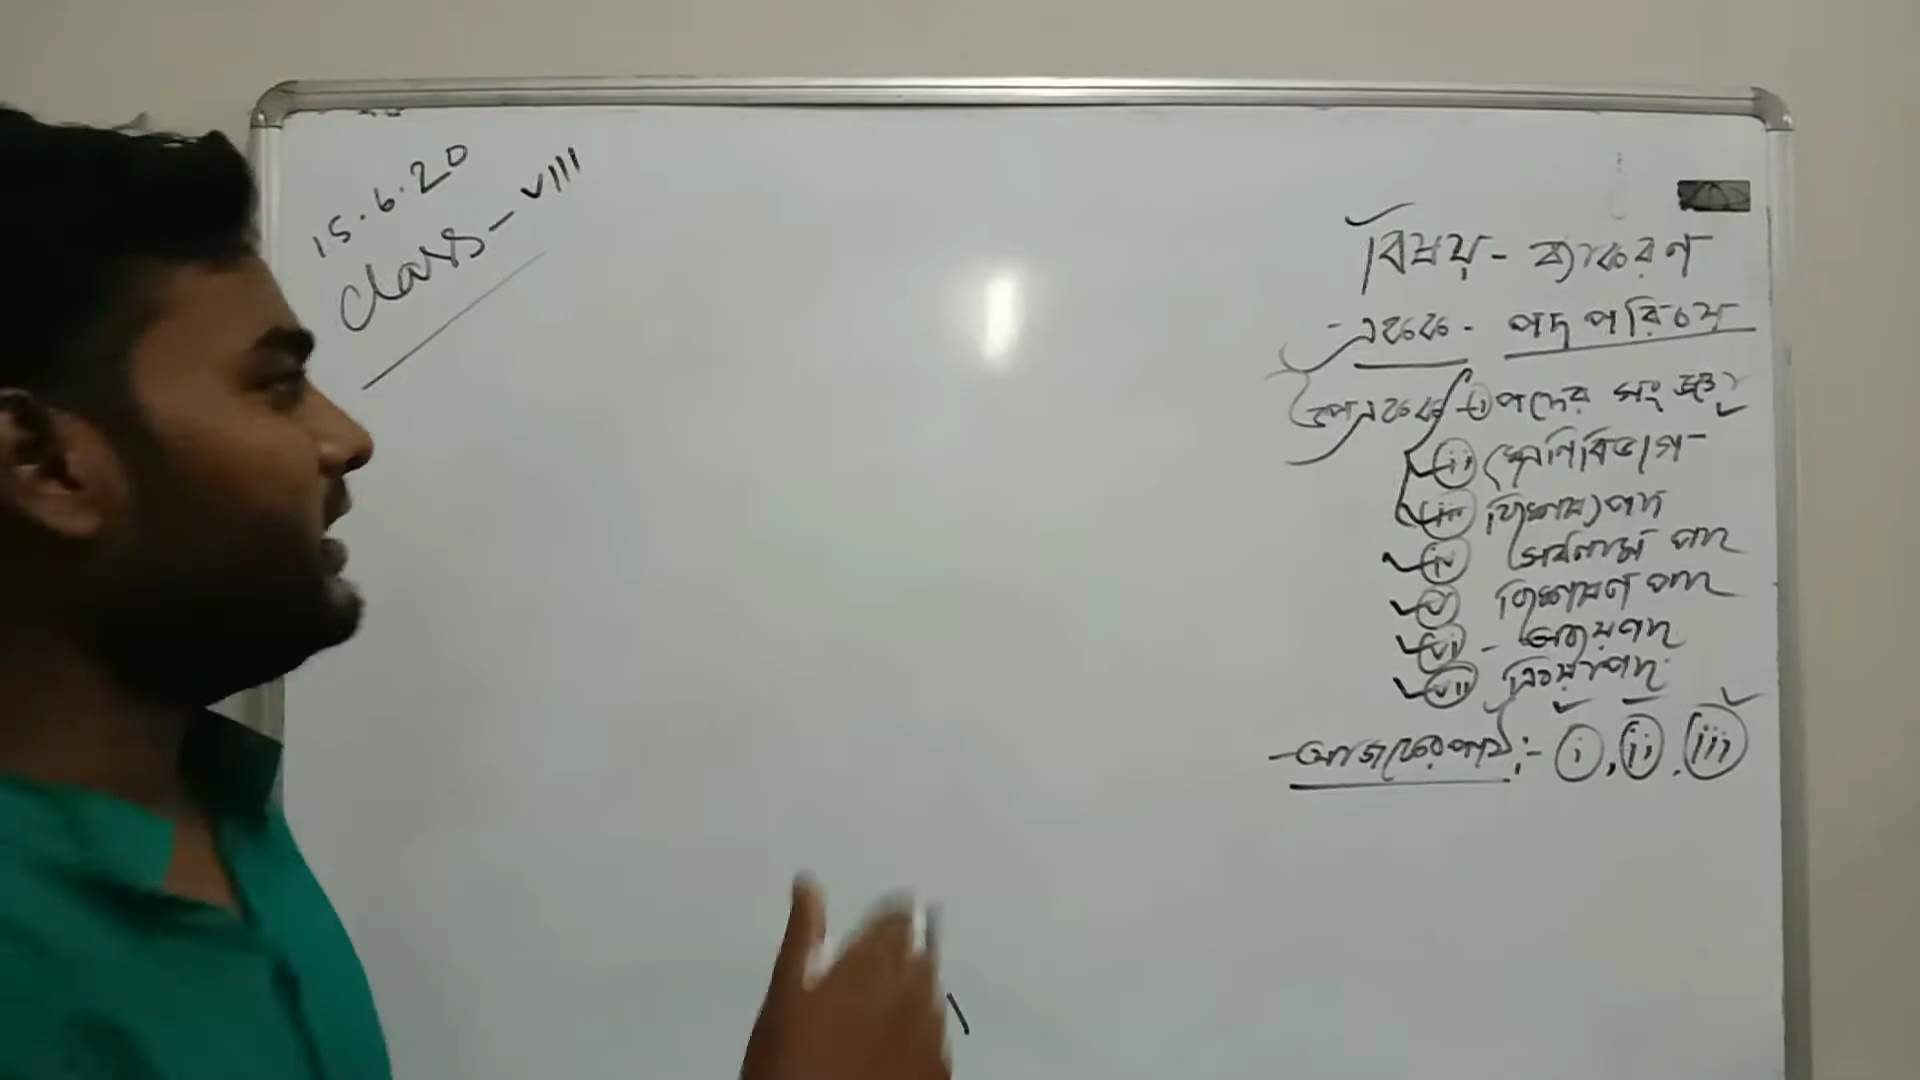 15.6.20
Class - VIII
বিষয় - ব্যাকরণ
একক - পদ পরিচয়
উপএকক - i পদের সংজ্ঞা
ii শ্রেণিবিভাগ
iii বিশেষ্য পদ
iv সর্বনাম পদ
v বিশেষণ পদ
vi - অব্যয় পদ
vii ক্রিয়াপদ
আজকের পাঠ :- i, ii, iii